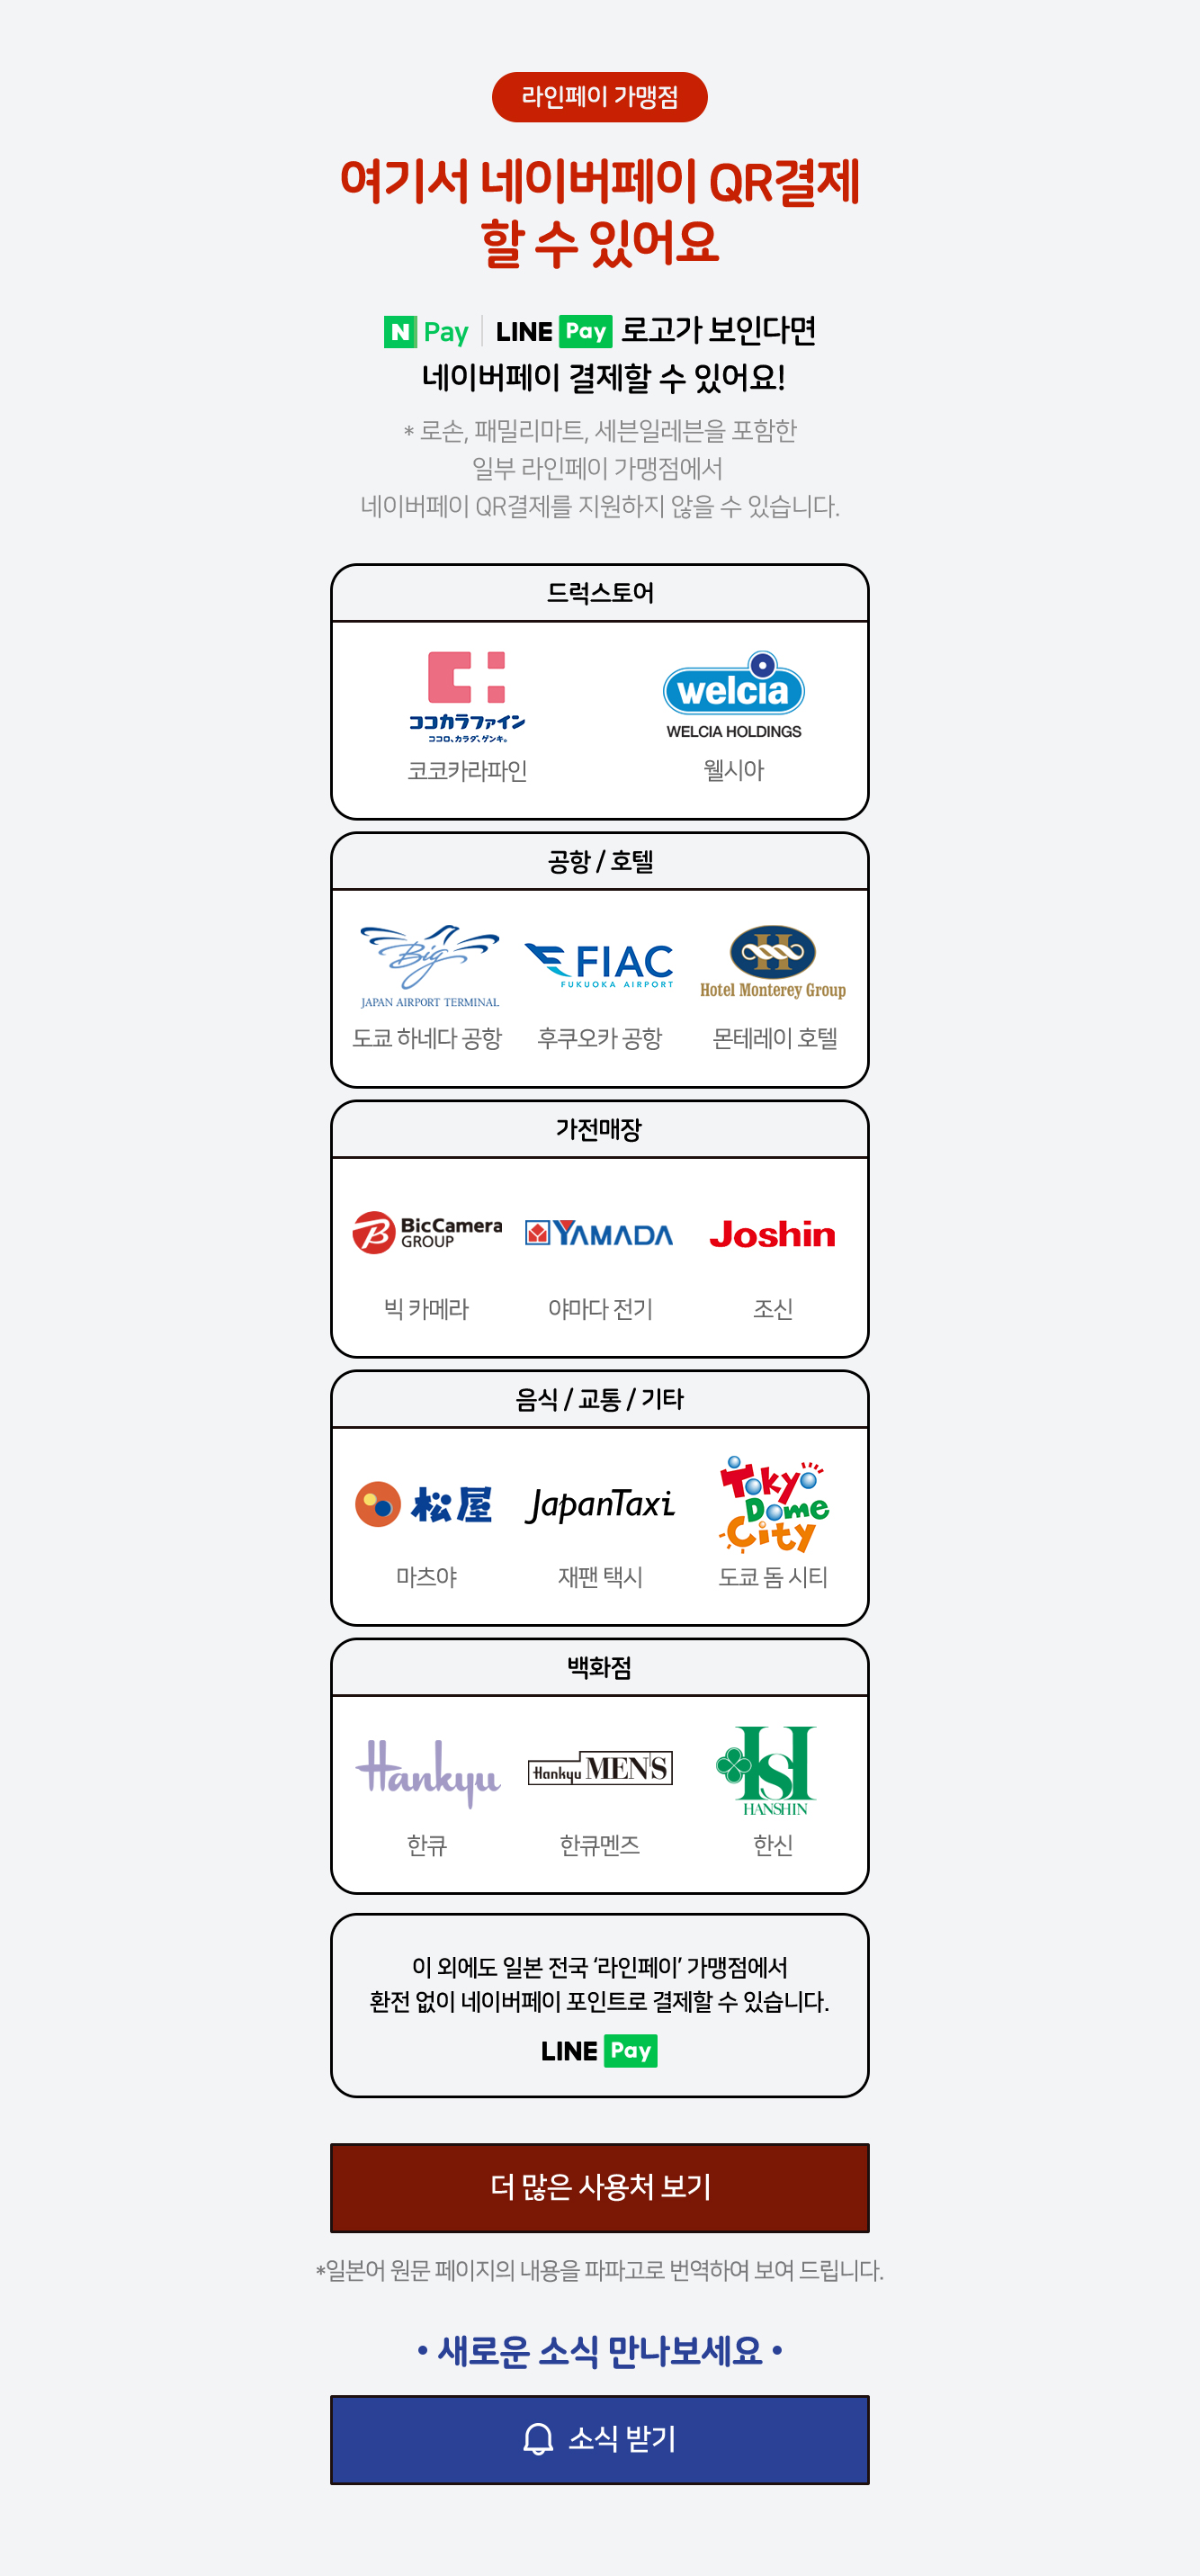 라인페이 가맹점
여기서 네이버페이 QR결제
할 수 있어요
N Pay | LINE Pay 로고가 보인다면
네이버페이 결제할 수 있어요!
* 로손, 패밀리마트, 세븐일레븐을 포함한
일부 라인페이 가맹점에서
네이버페이 QR결제를 지원하지 않을 수 있습니다.
드럭스토어
ココカラファイン
ココロ、カラダ、ゲンキ。
코코카라파인
welcia
WELCIA HOLDINGS
웰시아
공항 / 호텔
Big
JAPAN AIRPORT TERMINAL
도쿄 하네다 공항
FIAC
FUKUOKA AIRPORT
후쿠오카 공항
H
Hotel Monterey Group
몬테레이 호텔
가전매장
B BicCamera
GROUP
빅 카메라
YAMADA
야마다 전기
Joshin
조신
음식 / 교통 / 기타
松屋
마츠야
JapanTaxi
재팬 택시
Tokyo
Dome
City
도쿄 돔 시티
백화점
Hankyu
한큐
Hankyu MEN'S
한큐멘즈
HS
HANSHIN
한신
이 외에도 일본 전국 ‘라인페이’ 가맹점에서
환전 없이 네이버페이 포인트로 결제할 수 있습니다.
LINE Pay
더 많은 사용처 보기
*일본어 원문 페이지의 내용을 파파고로 번역하여 보여 드립니다.
• 새로운 소식 만나보세요 •
소식 받기